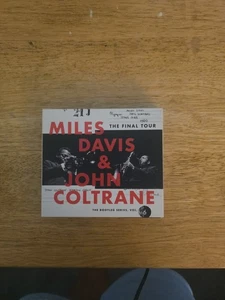 MILES
THE FINAL TOUR
DAVIS
&
JOHN
COLTRANE
THE BOOTLEG SERIES, VOL.